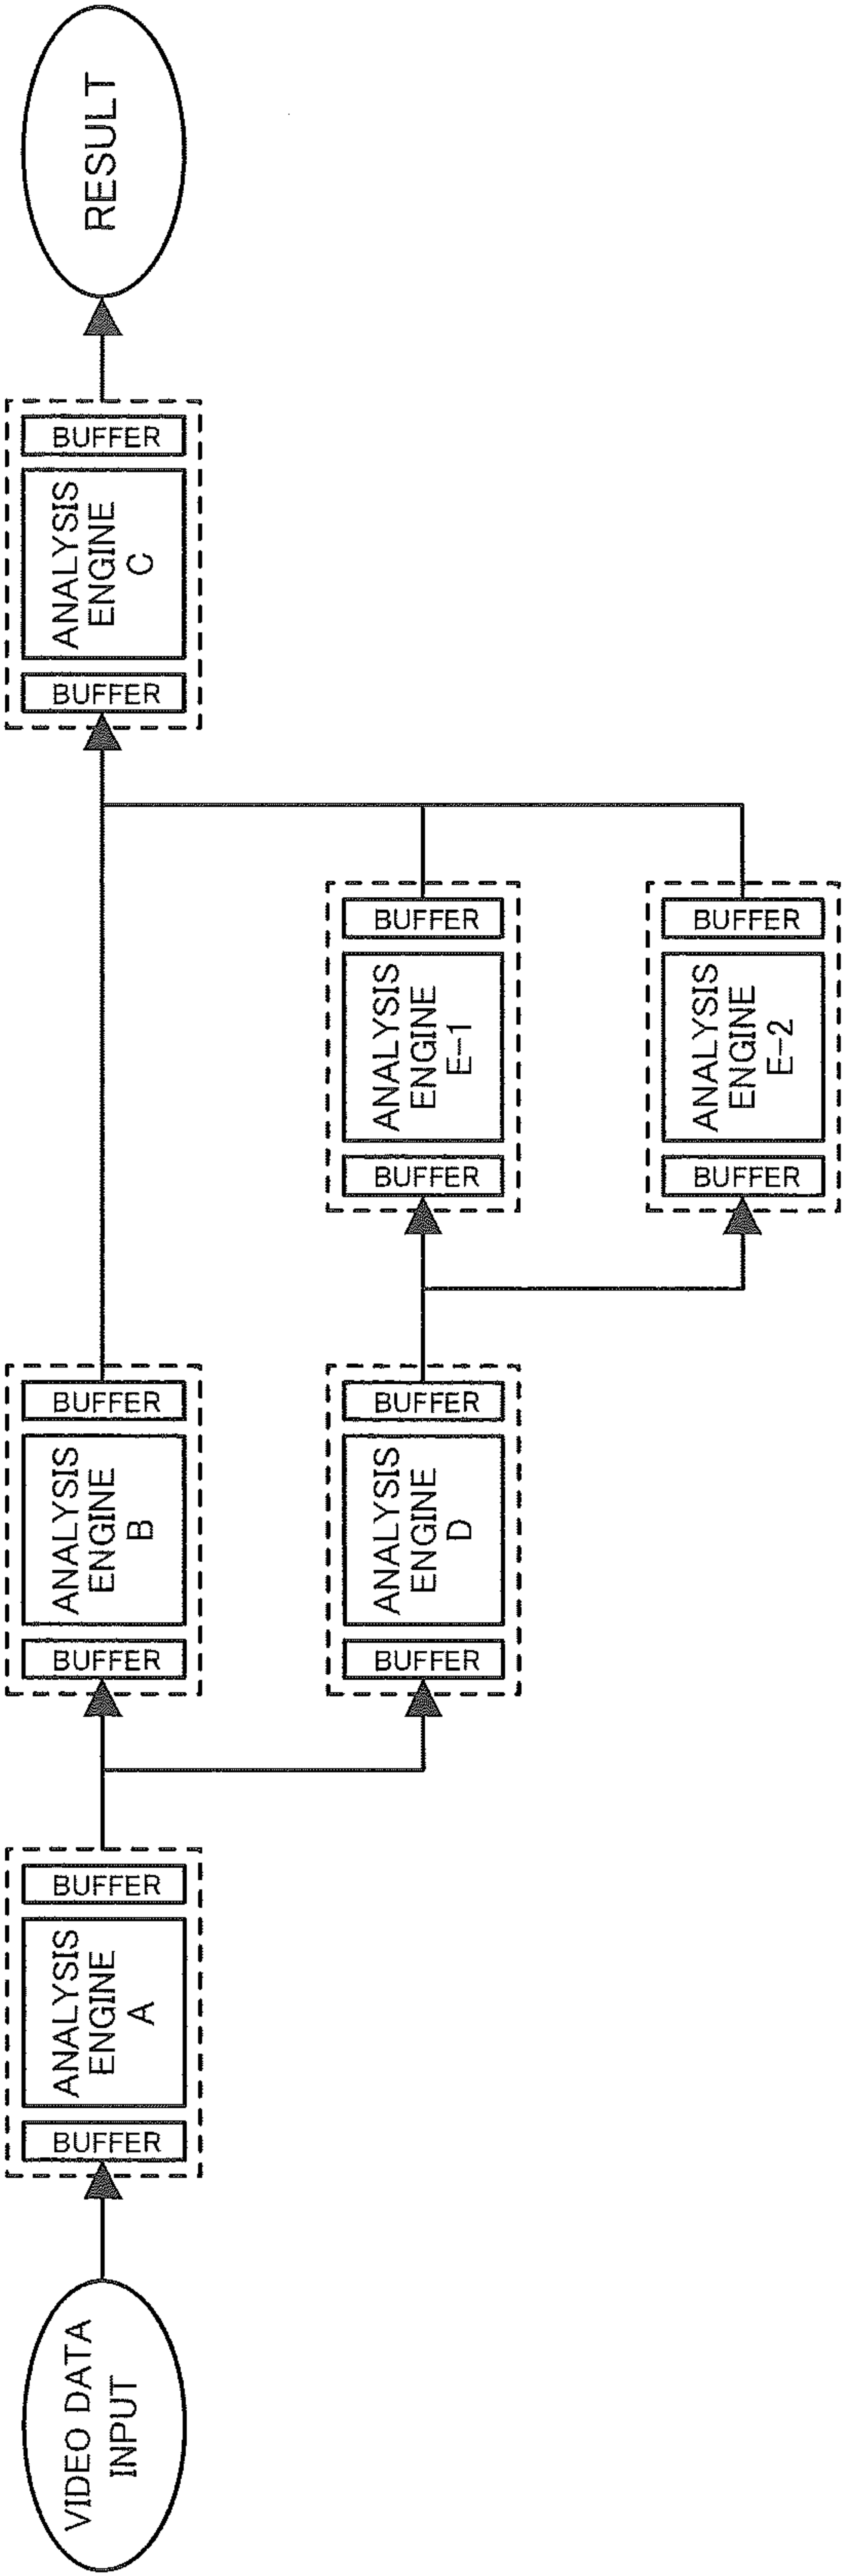 VIDEO DATA
INPUT
BUFFER
ANALYSIS
ENGINE
A
BUFFER
BUFFER
ANALYSIS
ENGINE
B
BUFFER
BUFFER
ANALYSIS
ENGINE
D
BUFFER
BUFFER
ANALYSIS
ENGINE
E-1
BUFFER
BUFFER
ANALYSIS
ENGINE
E-2
BUFFER
BUFFER
ANALYSIS
ENGINE
C
BUFFER
RESULT